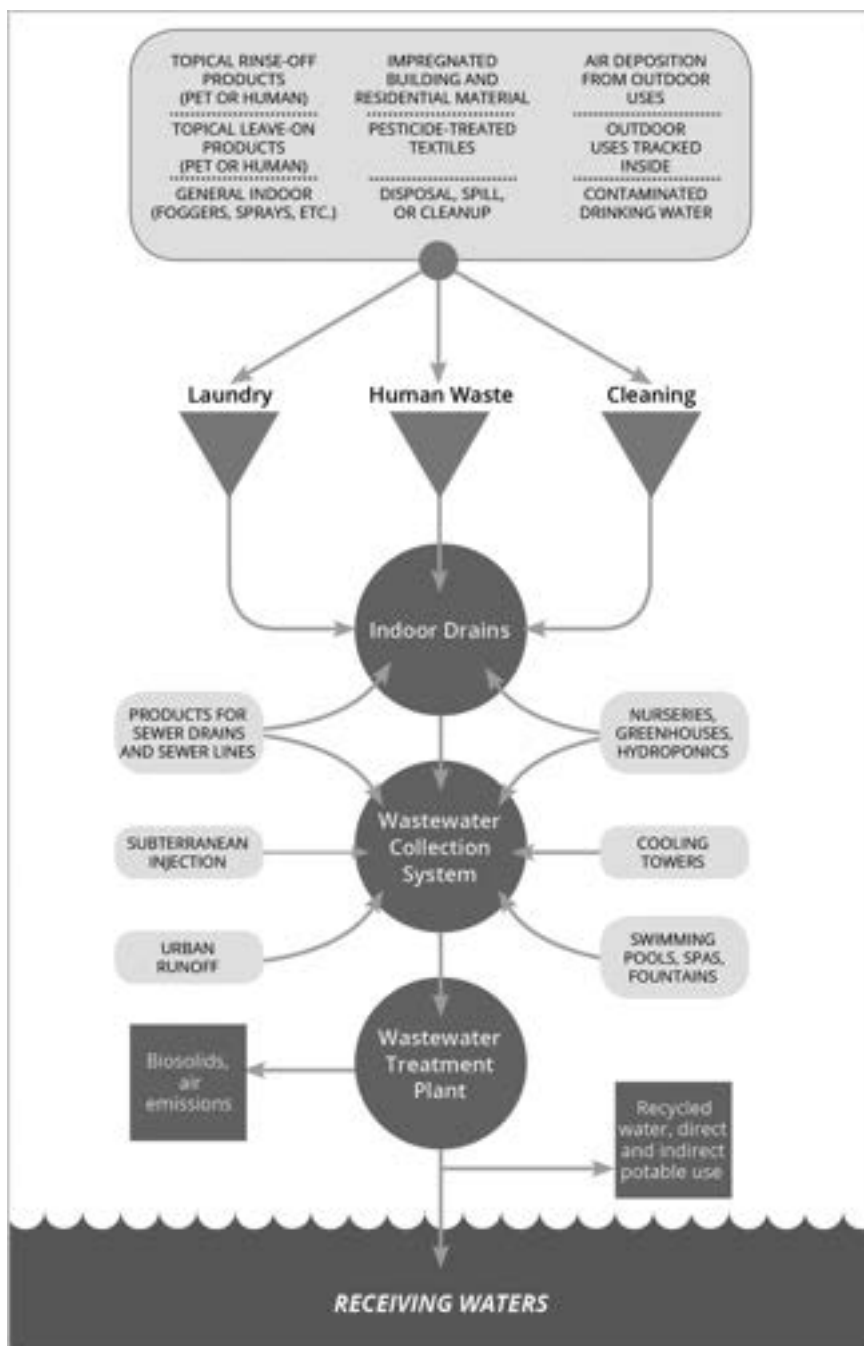 TOPICAL RINSE-OFF
PRODUCTS
(PET OR HUMAN)
TOPICAL LEAVE-ON
PRODUCTS
(PET OR HUMAN)
GENERAL INDOOR
(FOGGERS, SPRAYS, ETC.)
IMPREGNATED
BUILDING AND
RESIDENTIAL MATERIAL
PESTICIDE-TREATED
TEXTILES
DISPOSAL, SPILL,
OR CLEANUP
AIR DEPOSITION
FROM OUTDOOR
USES
OUTDOOR
USES TRACKED
INSIDE
CONTAMINATED
DRINKING WATER
Laundry
Human Waste
Cleaning
Indoor Drains
PRODUCTS FOR
SEWER DRAINS
AND SEWER LINES
NURSERIES,
GREENHOUSES,
HYDROPONICS
Wastewater
Collection
System
SUBTERRANEAN
INJECTION
COOLING
TOWERS
URBAN
RUNOFF
SWIMMING
POOLS, SPAS,
FOUNTAINS
Wastewater
Treatment
Plant
Biosolids,
air
emissions
Recycled
water, direct
and indirect
potable use
RECEIVING WATERS